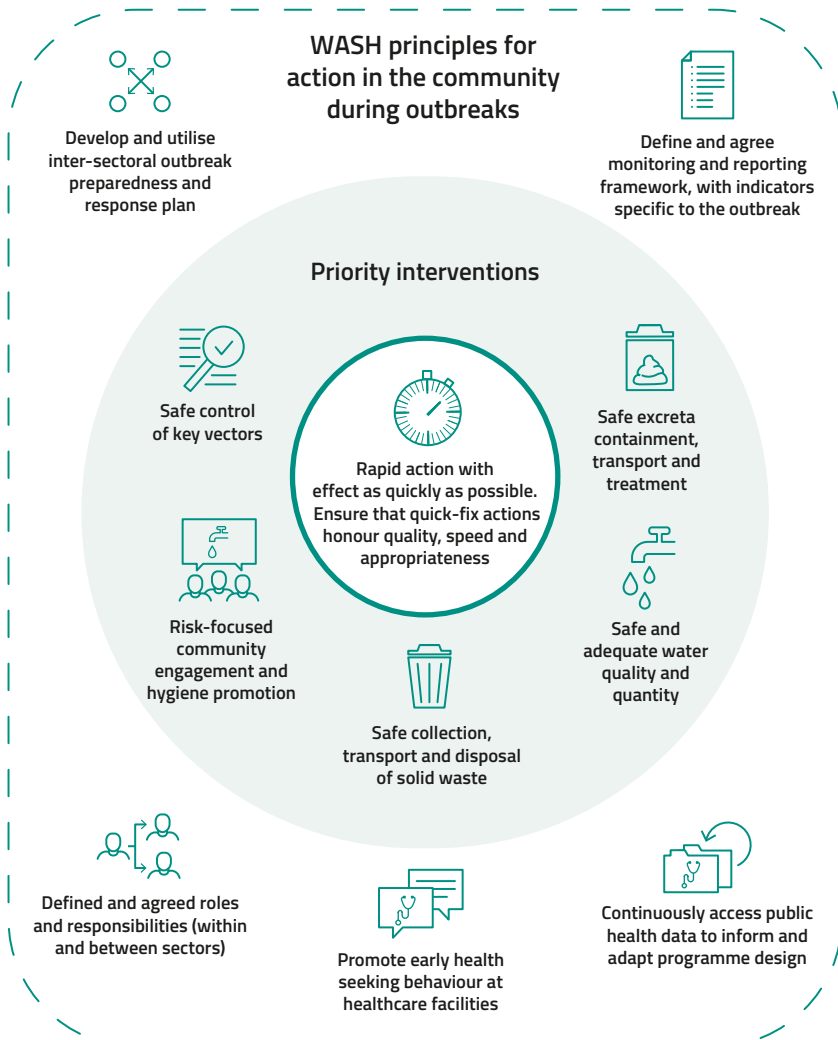 WASH principles for
action in the community
during outbreaks
Develop and utilise
inter-sectoral outbreak
preparedness and
response plan
Define and agree
monitoring and reporting
framework, with indicators
specific to the outbreak
Priority interventions
Safe control
of key vectors
Rapid action with
effect as quickly as possible.
Ensure that quick-fix actions
honour quality, speed and
appropriateness
Safe excreta
containment,
transport and
treatment
Risk-focused
community
engagement and
hygiene promotion
Safe collection,
transport and disposal
of solid waste
Safe and
adequate water
quality and
quantity
Defined and agreed roles
and responsibilities (within
and between sectors)
Promote early health
seeking behaviour at
healthcare facilities
Continuously access public
health data to inform and
adapt programme design